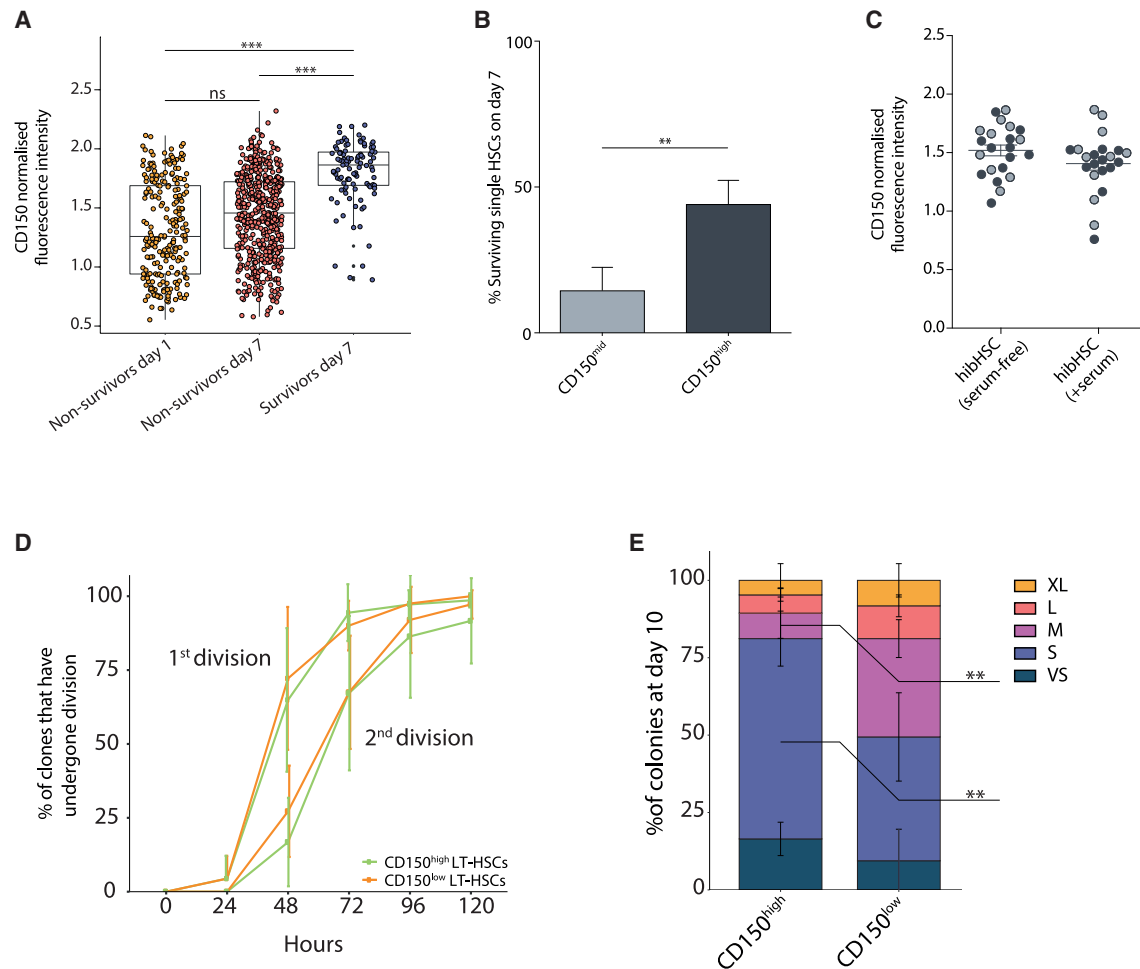 A
CD150 normalised
fluorescence intensity
2.5
2.0
1.5
1.0
0.5
***
***
ns
Non-survivors day 1
Non-survivors day 7
Survivors day 7
B
% Surviving single HSCs on day 7
100
50
0
**
CD150mid
CD150high
C
CD150 normalised
fluorescence intensity
2.5
2.0
1.5
1.0
0.5
0.0
hibHSC
(serum-free)
hibHSC
(+serum)
D
% of clones that have
undergone division
100
75
50
25
0
1st division
2nd division
CD150high LT-HSCs
CD150low LT-HSCs
0 24 48 72 96 120
Hours
E
%of colonies at day 10
100
75
50
25
0
**
**
XL
L
M
S
VS
CD150high
CD150low